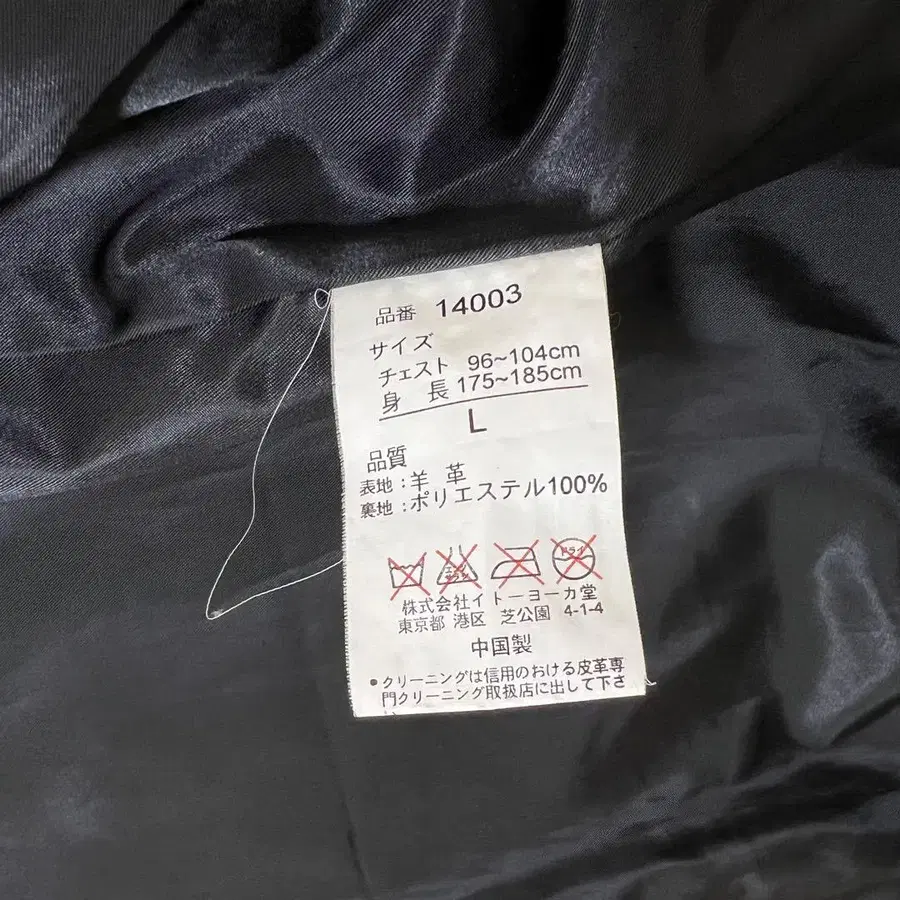 品番 14003
サイズ
チェスト 96~104cm
身 長 175~185cm
L
品質
表地:羊 革
裏地:ポリエステル100%
ドライ
株式会社イトーヨーカ堂
東京都 港区 芝公園 4-1-4
中国製
●クリーニングは信用のおける皮革専
門クリーニング取扱店に出して下さ